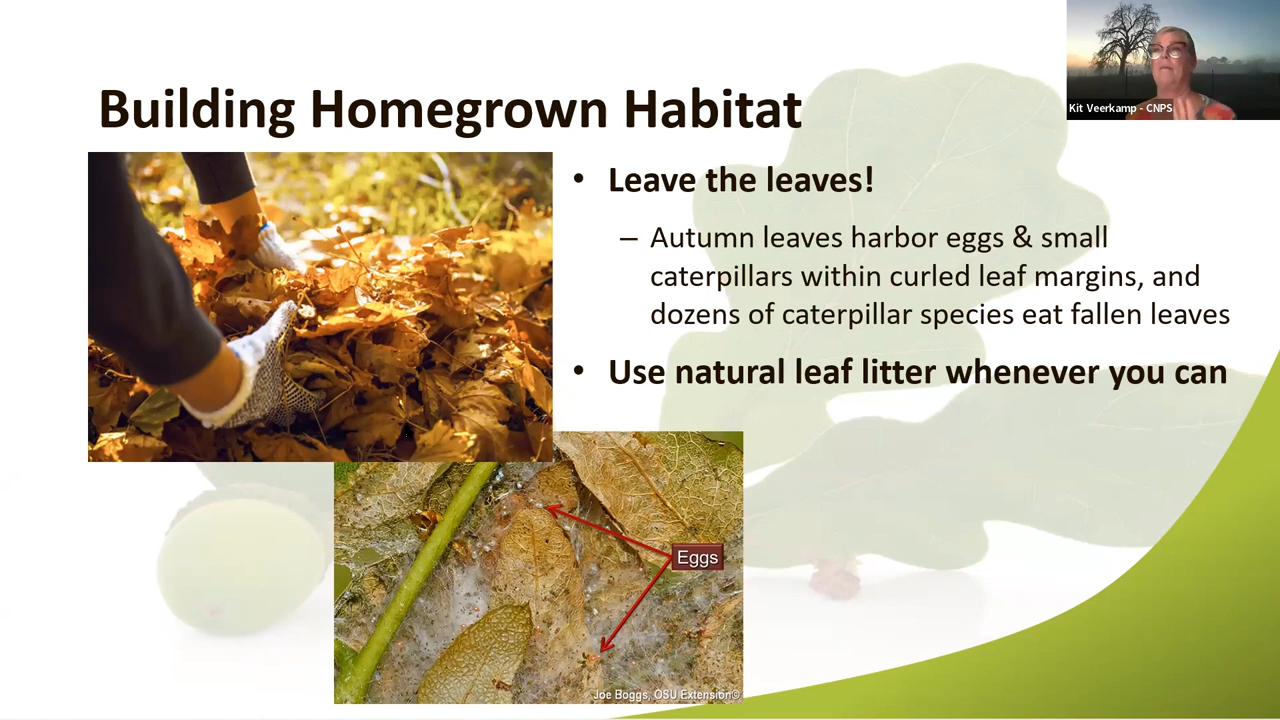 Kit Veerkamp - CNPS
Building Homegrown Habitat
• Leave the leaves!
– Autumn leaves harbor eggs & small
caterpillars within curled leaf margins, and
dozens of caterpillar species eat fallen leaves
• Use natural leaf litter whenever you can
Eggs
Joe Boggs, OSU Extension©